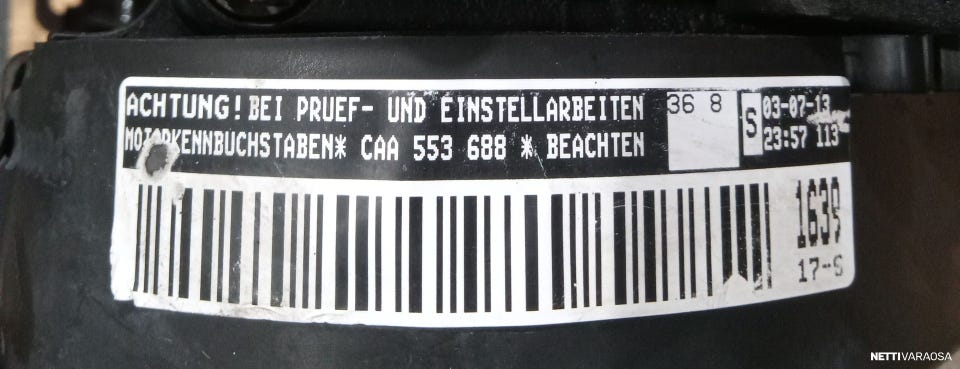 ACHTUNG! BEI PRUEF- UND EINSTELLARBEITEN
MOTORKENNBUCHSTABEN* CAA 553 688 * BEACHTEN
36 8
S
03-07-13
23:57 113
1639
17-S
NETTIVARAOSA